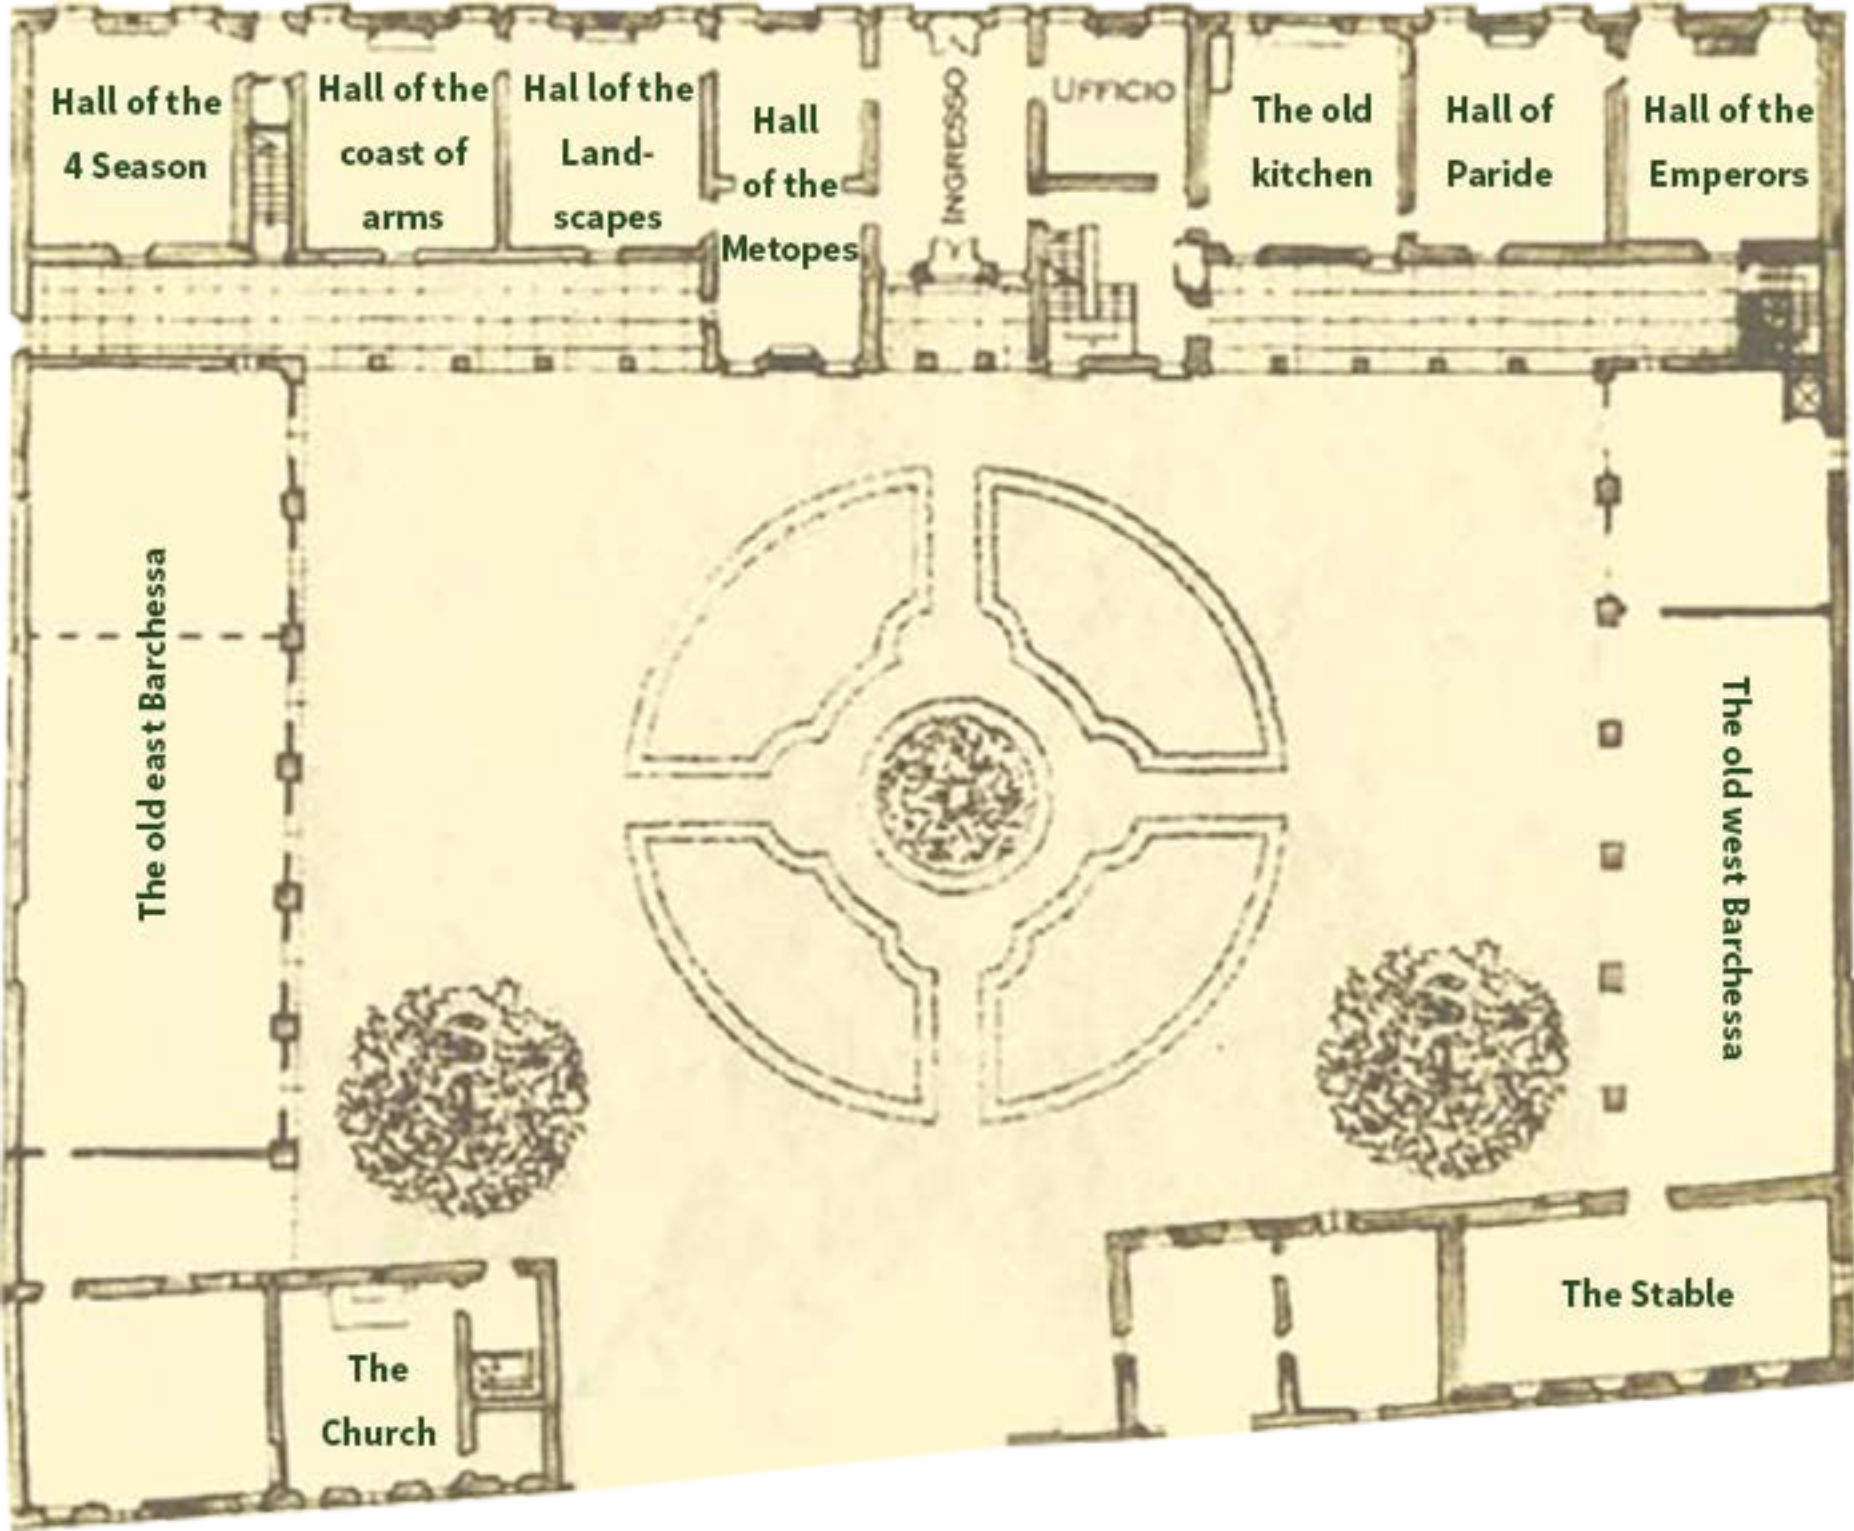 Hall of the
4 Season
Hall of the
coast of
arms
Hal lof the
Land-
scapes
Hall
of the
Metopes
INGRESSO
UFFICIO
The old
kitchen
Hall of
Paride
Hall of the
Emperors
The old east Barchessa
The old west Barchessa
The Stable
The
Church